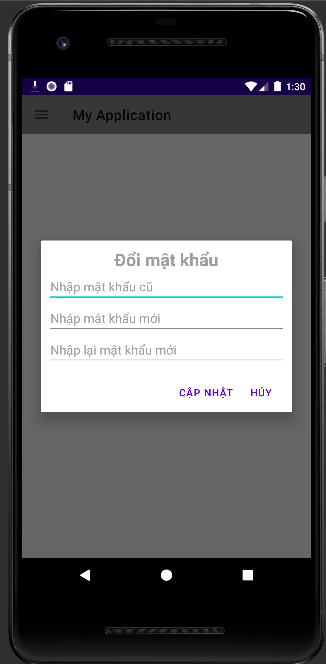 1:30
My Application
Đổi mật khẩu
Nhập mật khẩu cũ
Nhập mật khẩu mới
Nhập lại mật khẩu mới
CẬP NHẬT HỦY